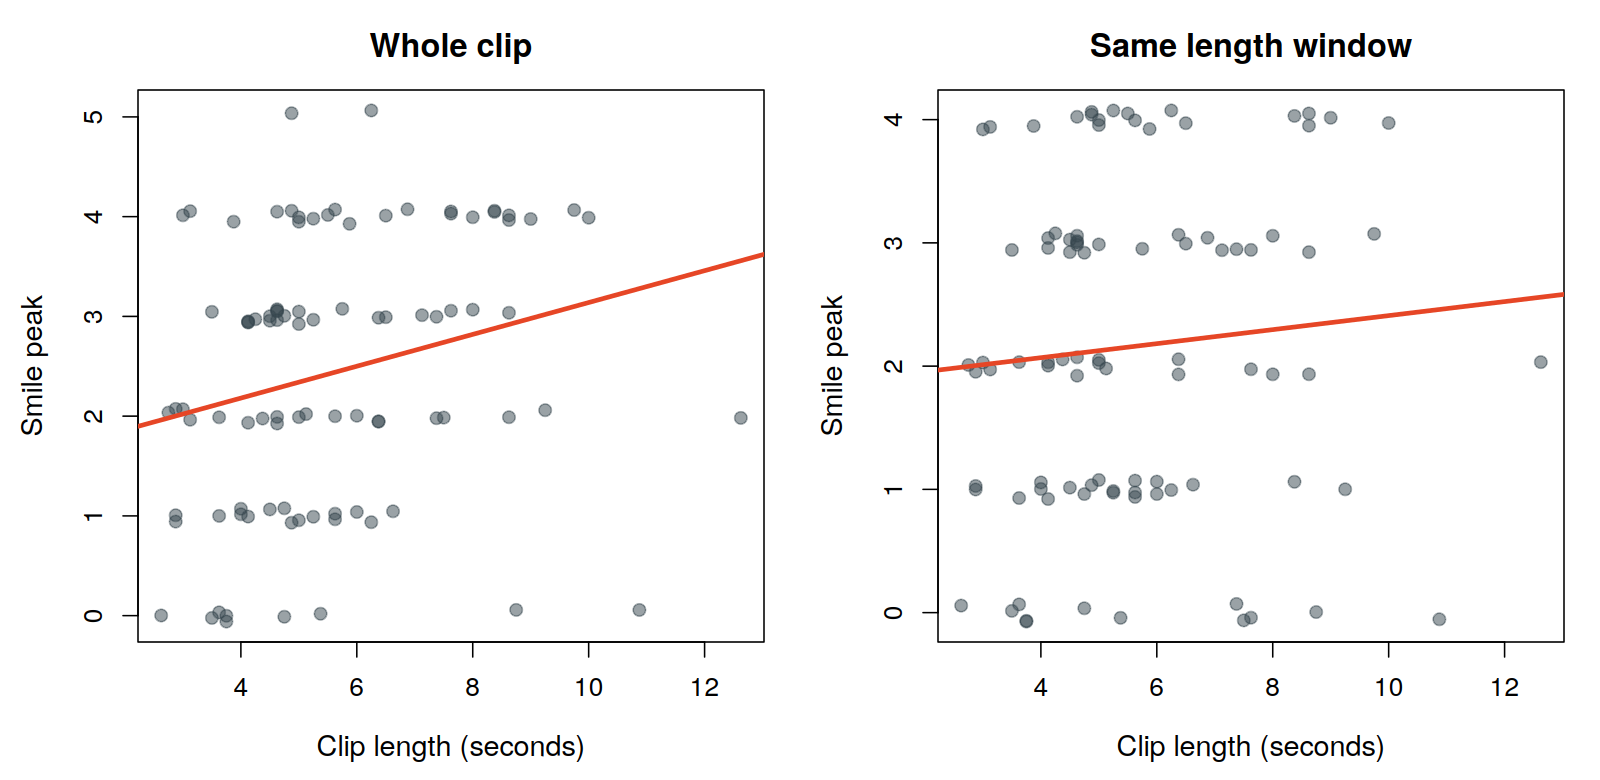 Whole clip
Smile peak
5
4
3
2
1
0
4 6 8 10 12
Clip length (seconds)
Same length window
Smile peak
4
3
2
1
0
4 6 8 10 12
Clip length (seconds)